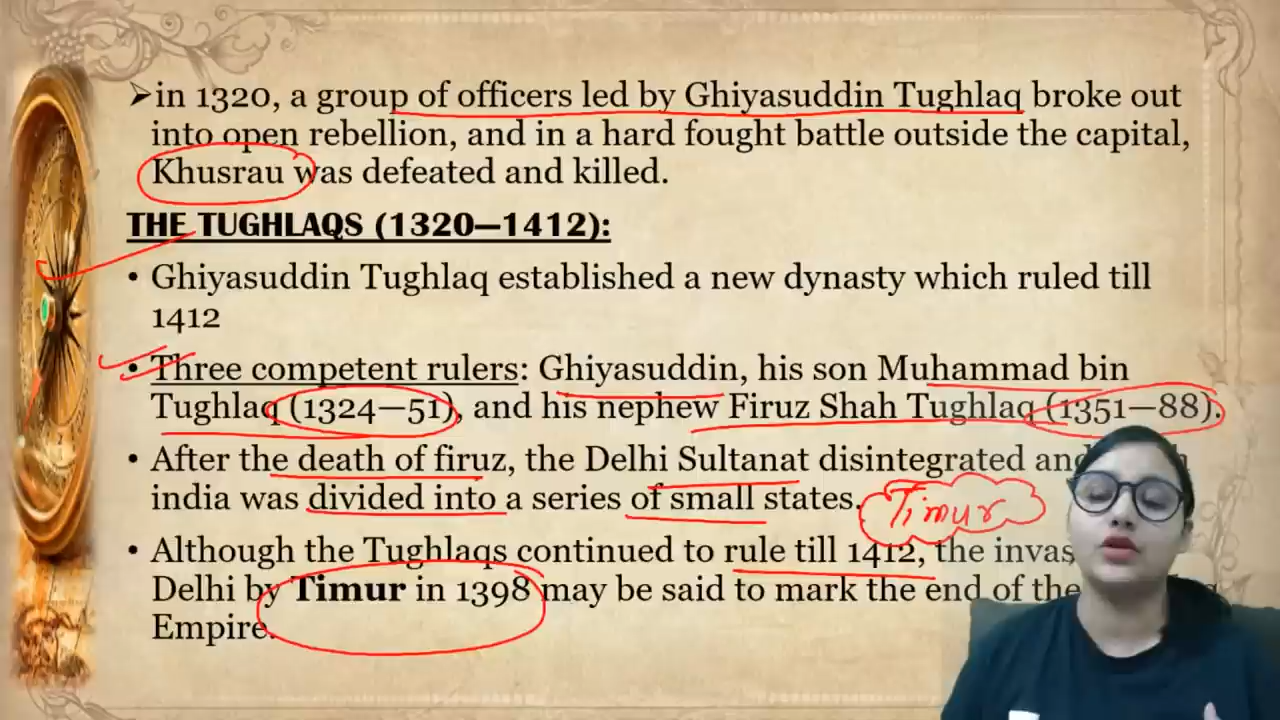 ➢in 1320, a group of officers led by Ghiyasuddin Tughlaq broke out
into open rebellion, and in a hard fought battle outside the capital,
Khusrau was defeated and killed.
THE TUGHLAQS (1320—1412):
• Ghiyasuddin Tughlaq established a new dynasty which ruled till
1412
• Three competent rulers: Ghiyasuddin, his son Muhammad bin
Tughlaq (1324—51), and his nephew Firuz Shah Tughlaq (1351—88).
• After the death of firuz, the Delhi Sultanat disintegrated and
india was divided into a series of small states.
Timur
• Although the Tughlaqs continued to rule till 1412, the
Delhi by Timur in 1398 may be said to mark the end of the
Empire.